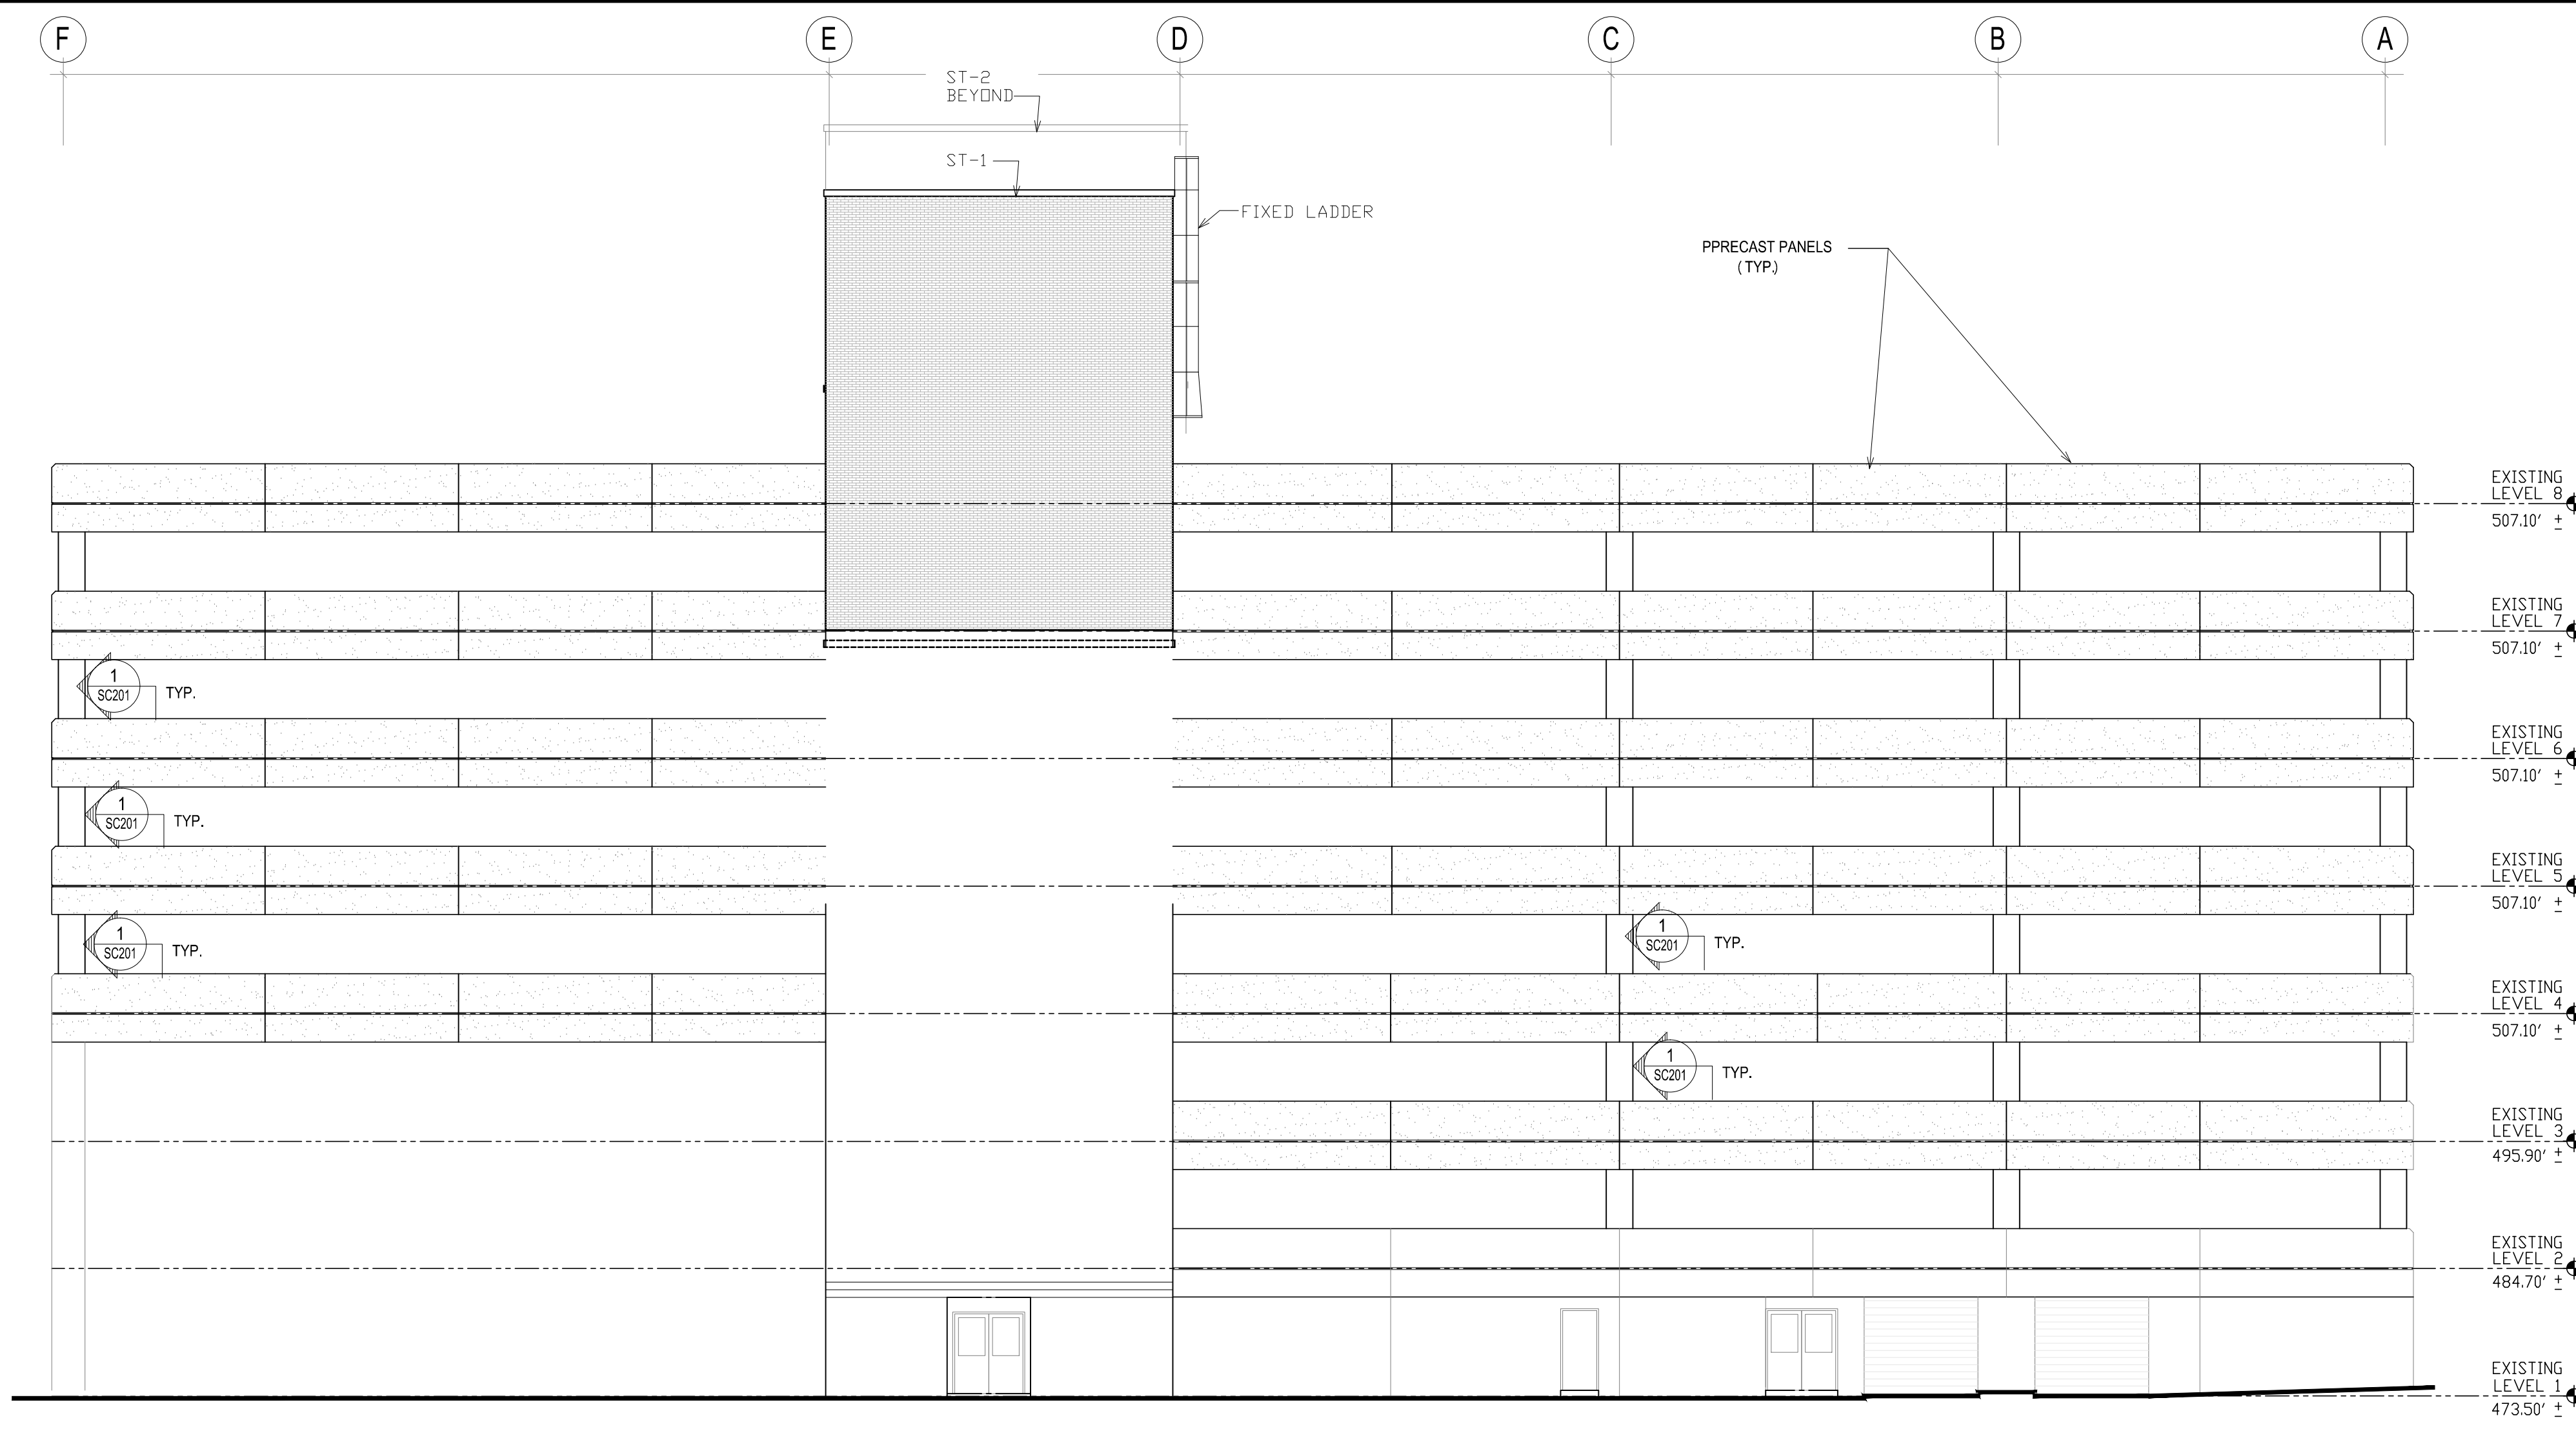 F
E
D
C
B
A
ST-2
BEYOND
ST-1
FIXED LADDER
PPRECAST PANELS
(TYP.)
EXISTING
LEVEL 8
507.10' ±
EXISTING
LEVEL 7
507.10' ±
1
SC201
TYP.
EXISTING
LEVEL 6
507.10' ±
1
SC201
TYP.
EXISTING
LEVEL 5
507.10' ±
1
SC201
TYP.
1
SC201
TYP.
EXISTING
LEVEL 4
507.10' ±
1
SC201
TYP.
EXISTING
LEVEL 3
495.90' ±
EXISTING
LEVEL 2
484.70' ±
EXISTING
LEVEL 1
473.50' ±